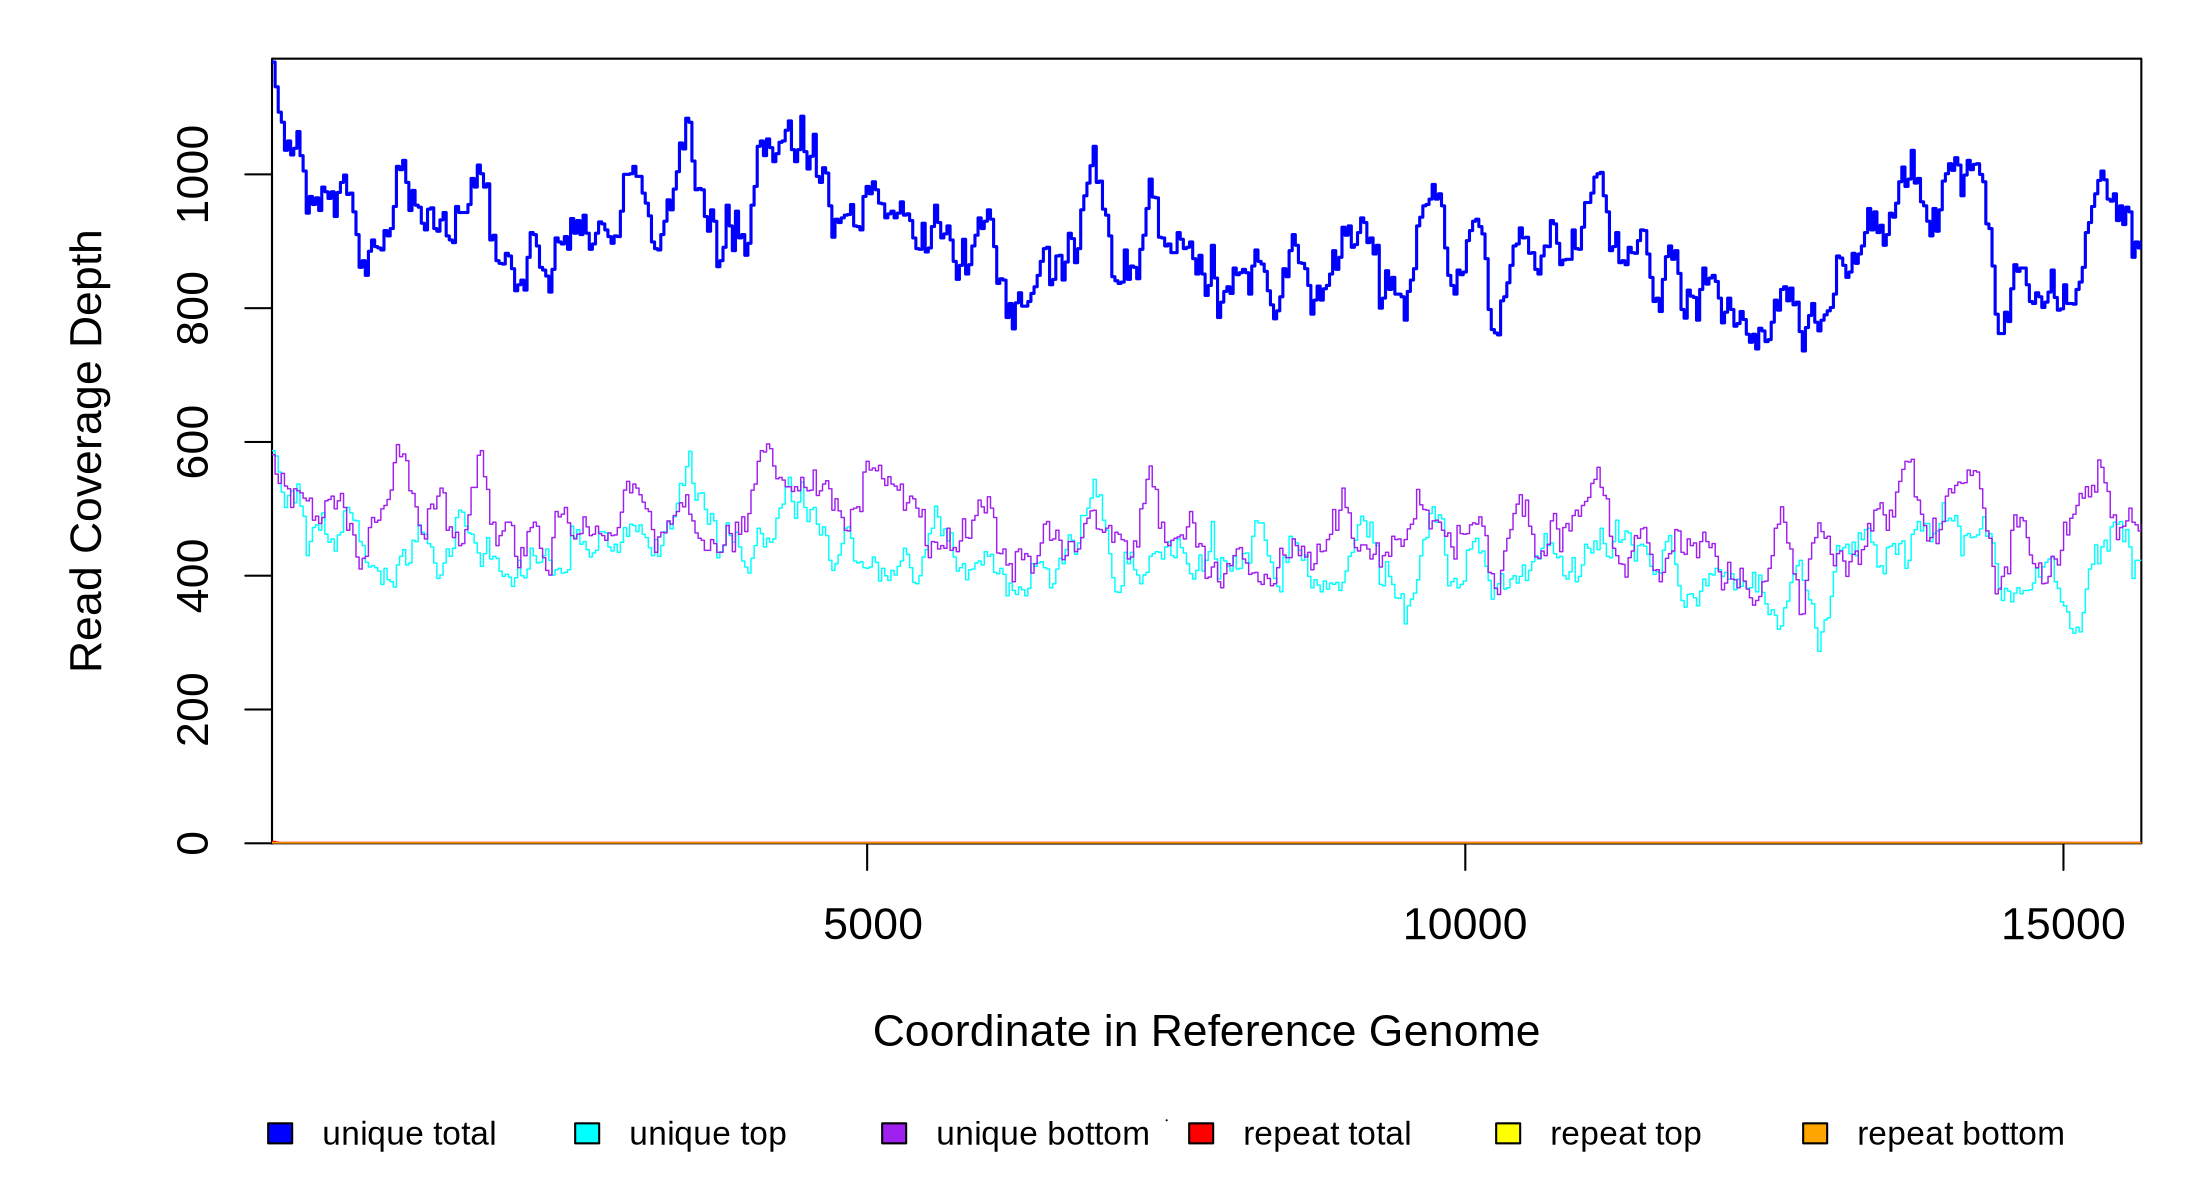 Read Coverage Depth
1000
800
600
400
200
0
5000 10000 15000
Coordinate in Reference Genome
unique total unique top unique bottom repeat total repeat top repeat bottom